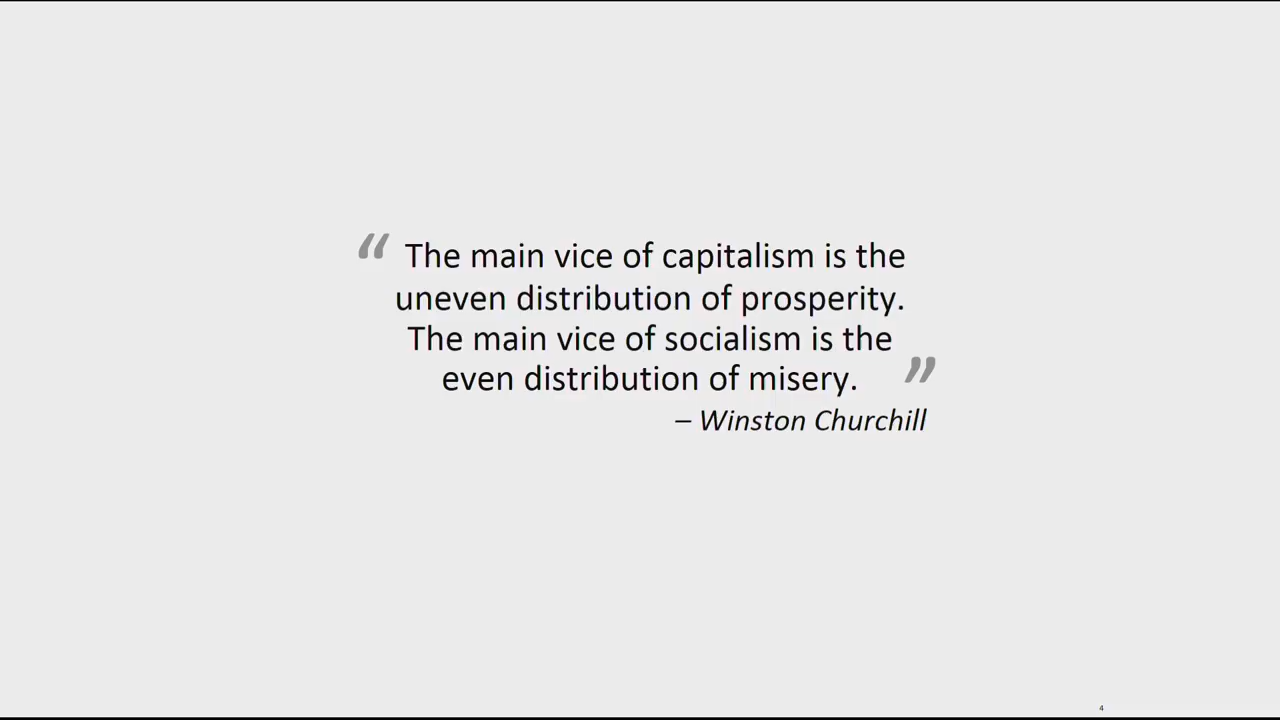 “ The main vice of capitalism is the
uneven distribution of prosperity.
The main vice of socialism is the
even distribution of misery. ”
– Winston Churchill
4